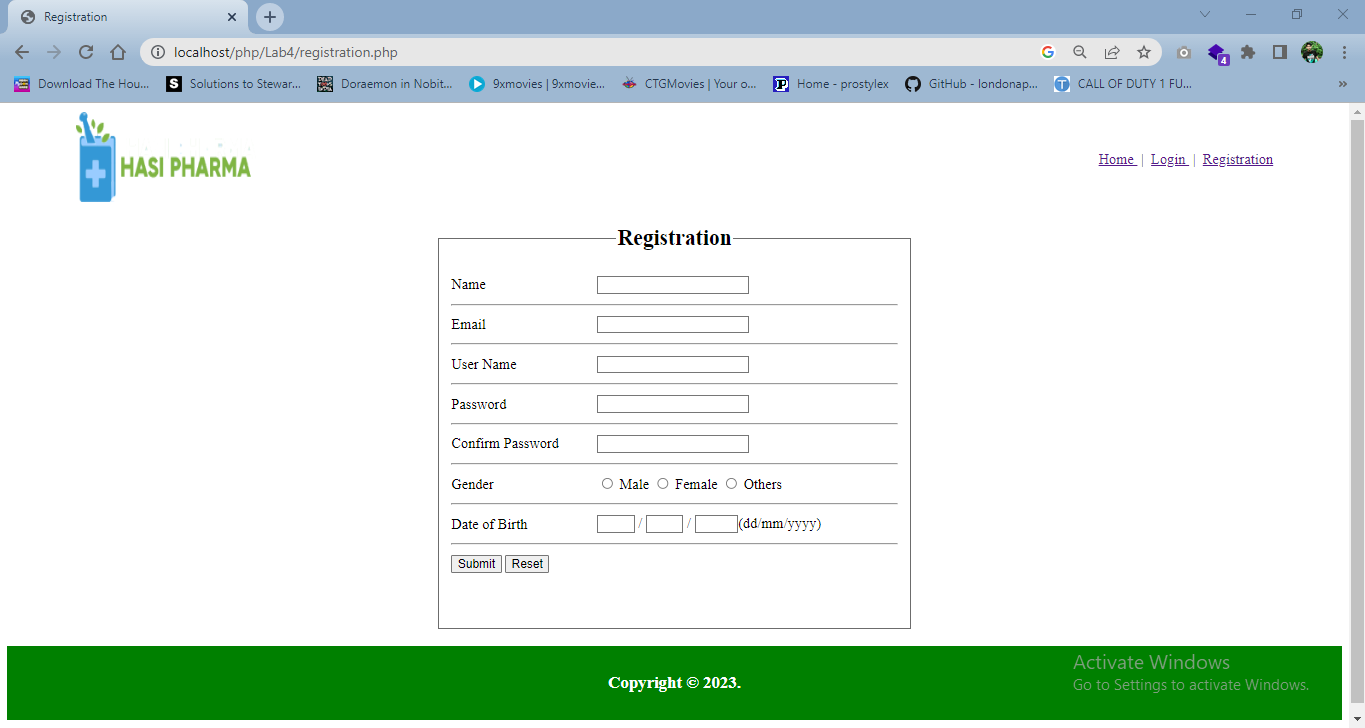 Registration
localhost/php/Lab4/registration.php
4
Download The Hou... S Solutions to Stewar... Doraemon in Nobit... 9xmovies | 9xmovie... CTGMovies | Your o... P Home - prostylex GitHub - londonap... T CALL OF DUTY 1 FU... »
HASI PHARMA
Home | Login | Registration
Registration
Name
Email
User Name
Password
Confirm Password
Gender Male Female Others
Date of Birth / / (dd/mm/yyyy)
Submit Reset
Activate Windows
Go to Settings to activate Windows.
Copyright © 2023.